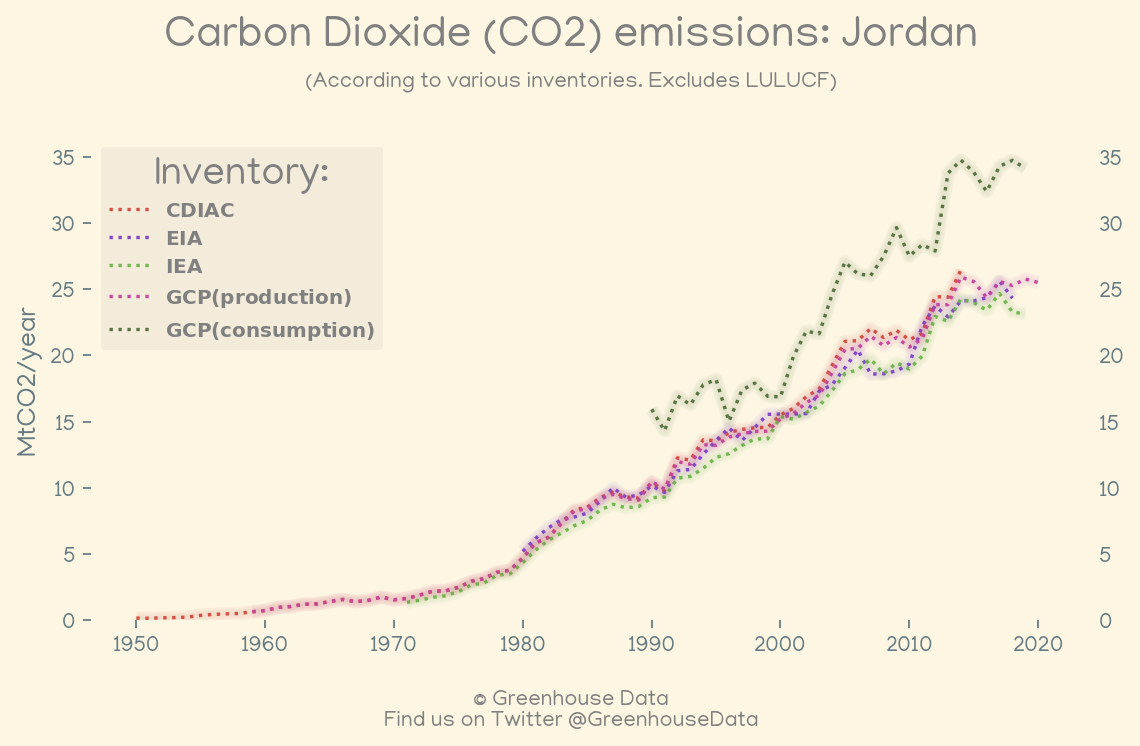 Carbon Dioxide (CO2) emissions: Jordan
(According to various inventories. Excludes LULUCF)
Inventory:
CDIAC
EIA
IEA
GCP(production)
GCP(consumption)
MtCO2/year
35
30
25
20
15
10
5
0
35
30
25
20
15
10
5
0
1950 1960 1970 1980 1990 2000 2010 2020
© Greenhouse Data
Find us on Twitter @GreenhouseData